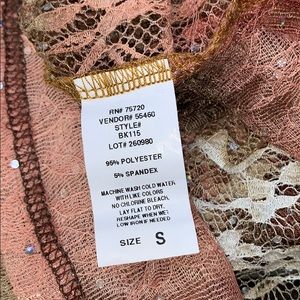 RN# 75720
VENDOR# 55460
STYLE#
BK115
LOT# 260980
95% POLYESTER
5% SPANDEX
MACHINE WASH COLD WATER
WITH LIKE COLORS
NO CHLORINE BLEACH.
LAY FLAT TO DRY.
RESHAPE WHEN WET
LOW IRON IF NEEDED
SIZE S